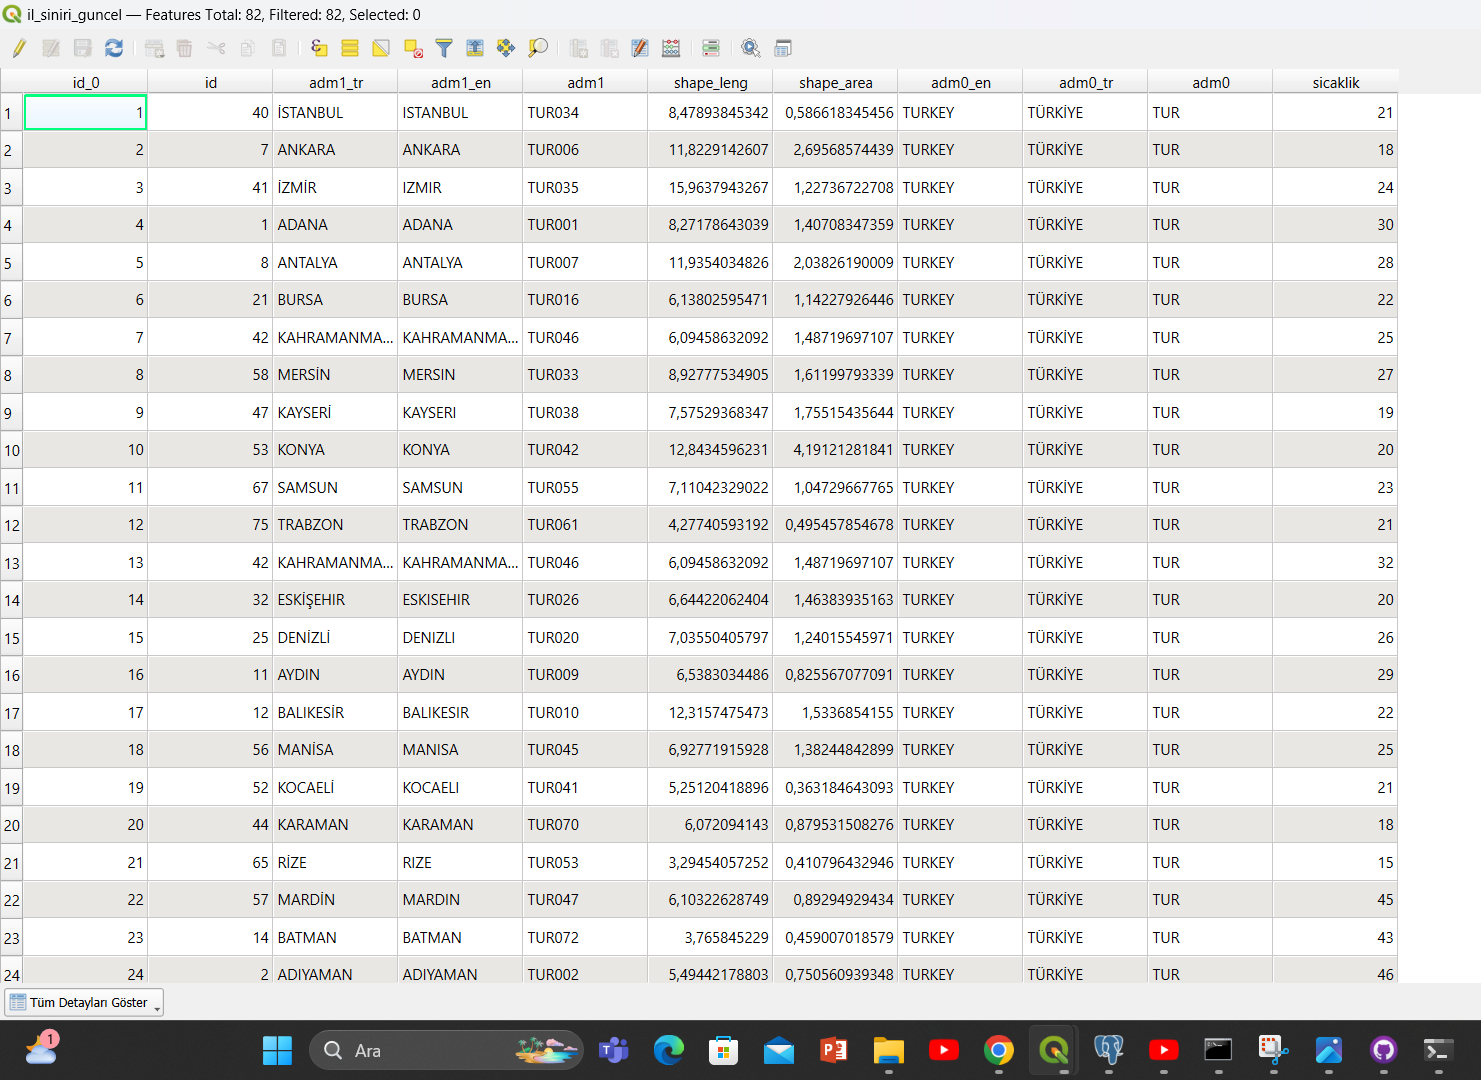 il_siniri_guncel — Features Total: 82, Filtered: 82, Selected: 0
id_0 id adm1_tr adm1_en adm1 shape_leng shape_area adm0_en adm0_tr adm0 sicaklik
1 1 40 İSTANBUL ISTANBUL TUR034 8,47893845342 0,586618345456 TURKEY TÜRKİYE TUR 21
2 2 7 ANKARA ANKARA TUR006 11,8229142607 2,69568574439 TURKEY TÜRKİYE TUR 18
3 3 41 İZMİR IZMIR TUR035 15,9637943267 1,22736722708 TURKEY TÜRKİYE TUR 24
4 4 1 ADANA ADANA TUR001 8,27178643039 1,40708347359 TURKEY TÜRKİYE TUR 30
5 5 8 ANTALYA ANTALYA TUR007 11,9354034826 2,03826190009 TURKEY TÜRKİYE TUR 28
6 6 21 BURSA BURSA TUR016 6,13802595471 1,14227926446 TURKEY TÜRKİYE TUR 22
7 7 42 KAHRAMANMA... KAHRAMANMA... TUR046 6,09458632092 1,48719697107 TURKEY TÜRKİYE TUR 25
8 8 58 MERSİN MERSIN TUR033 8,92777534905 1,61199793339 TURKEY TÜRKİYE TUR 27
9 9 47 KAYSERİ KAYSERI TUR038 7,57529368347 1,75515435644 TURKEY TÜRKİYE TUR 19
10 10 53 KONYA KONYA TUR042 12,8434596231 4,19121281841 TURKEY TÜRKİYE TUR 20
11 11 67 SAMSUN SAMSUN TUR055 7,11042329022 1,04729667765 TURKEY TÜRKİYE TUR 23
12 12 75 TRABZON TRABZON TUR061 4,27740593192 0,495457854678 TURKEY TÜRKİYE TUR 21
13 13 42 KAHRAMANMA... KAHRAMANMA... TUR046 6,09458632092 1,48719697107 TURKEY TÜRKİYE TUR 32
14 14 32 ESKİŞEHIR ESKISEHIR TUR026 6,64422062404 1,46383935163 TURKEY TÜRKİYE TUR 20
15 15 25 DENİZLİ DENIZLI TUR020 7,03550405797 1,24015545971 TURKEY TÜRKİYE TUR 26
16 16 11 AYDIN AYDIN TUR009 6,5383034486 0,825567077091 TURKEY TÜRKİYE TUR 29
17 17 12 BALIKESİR BALIKESIR TUR010 12,3157475473 1,5336854155 TURKEY TÜRKİYE TUR 22
18 18 56 MANİSA MANISA TUR045 6,92771915928 1,38244842899 TURKEY TÜRKİYE TUR 25
19 19 52 KOCAELİ KOCAELI TUR041 5,25120418896 0,363184643093 TURKEY TÜRKİYE TUR 21
20 20 44 KARAMAN KARAMAN TUR070 6,072094143 0,879531508276 TURKEY TÜRKİYE TUR 18
21 21 65 RİZE RIZE TUR053 3,29454057252 0,410796432946 TURKEY TÜRKİYE TUR 15
22 22 57 MARDİN MARDIN TUR047 6,10322628749 0,89294929434 TURKEY TÜRKİYE TUR 45
23 23 14 BATMAN BATMAN TUR072 3,765845229 0,459007018579 TURKEY TÜRKİYE TUR 43
24 24 2 ADIYAMAN ADIYAMAN TUR002 5,49442178803 0,750560939348 TURKEY TÜRKİYE TUR 46
Tüm Detayları Göster
1 Ara